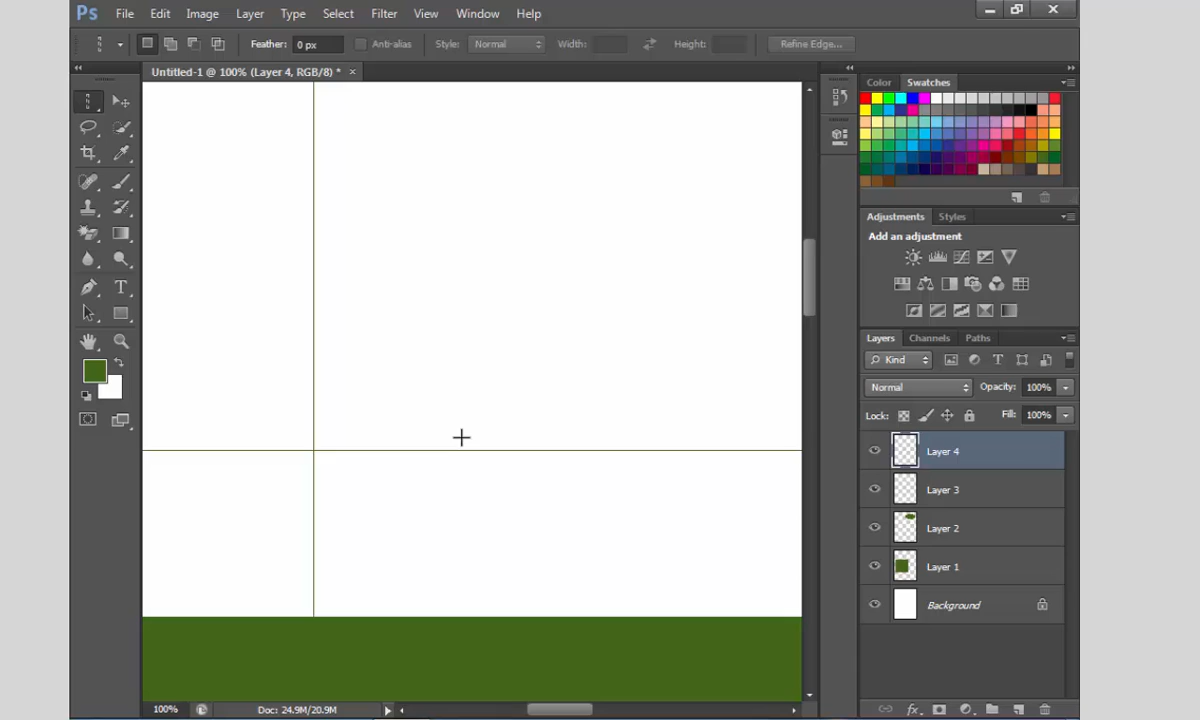 Ps File Edit Image Layer Type Select Filter View Window Help
Feather: 0 px Anti-alias Style: Normal Width: Height: Refine Edge...
Untitled-1 @ 100% (Layer 4, RGB/8) *
Color Swatches
Adjustments Styles
Add an adjustment
Layers Channels Paths
Kind
Normal Opacity: 100%
Lock: Fill: 100%
Layer 4
Layer 3
Layer 2
Layer 1
Background
100% Doc: 24.9M/20.9M